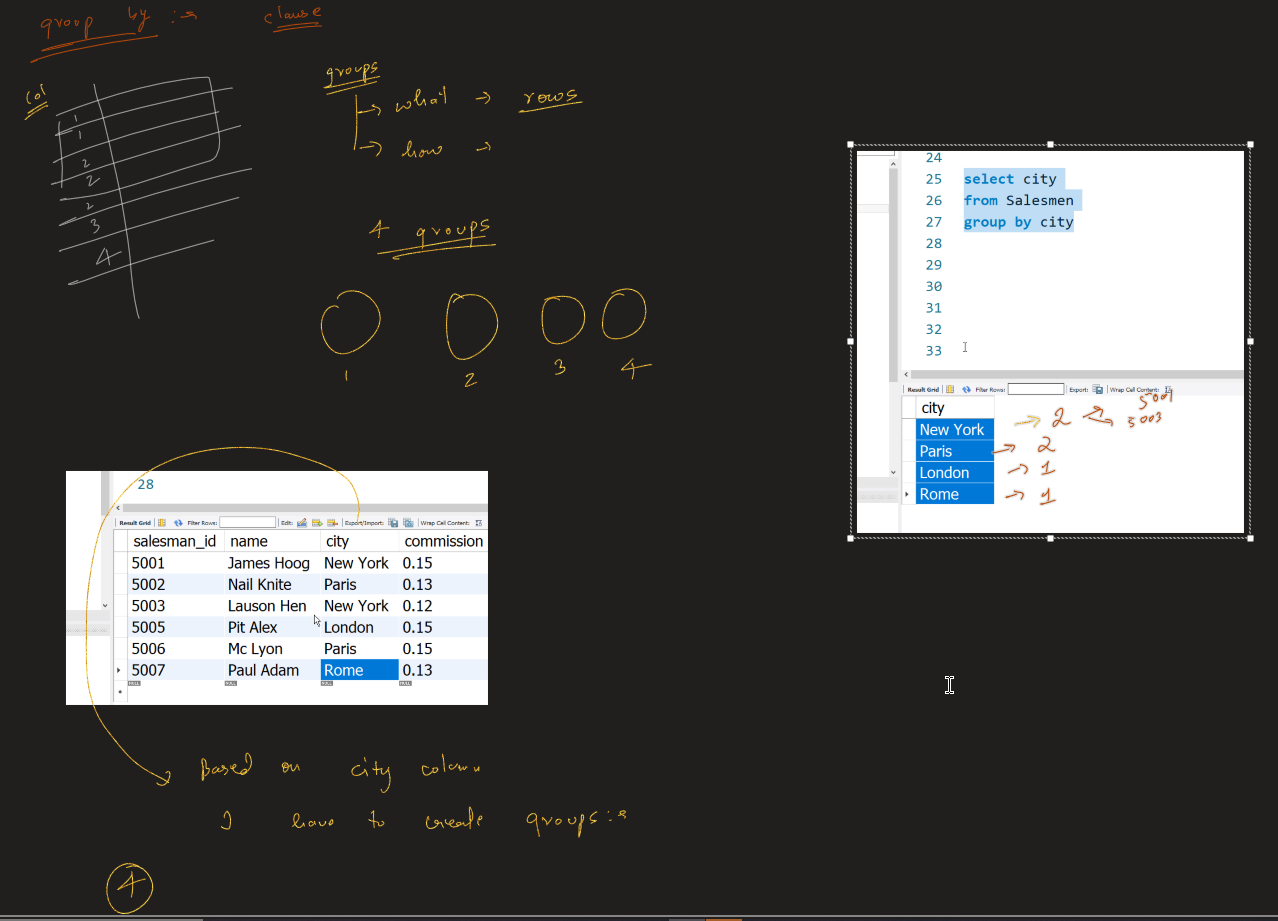 group by :-> clause
col
1
1
2
2
2
3
4
groups
-> what -> rows
-> how ->
4 groups
1 2 3 4
24
25 select city
26 from Salesmen
27 group by city
28
29
30
31
32
33
Result Grid Filter Rows: Export: Wrap Cell Content:
city
New York -> 2 5001 5003
Paris -> 2
London -> 1
Rome -> 1
28
Result Grid Filter Rows: Edit: Export/Import: Wrap Cell Content:
salesman_id name city commission
5001 James Hoog New York 0.15
5002 Nail Knite Paris 0.13
5003 Lauson Hen New York 0.12
5005 Pit Alex London 0.15
5006 Mc Lyon Paris 0.15
5007 Paul Adam Rome 0.13
NULL NULL NULL NULL
Based on city column
I have to create groups:->
4